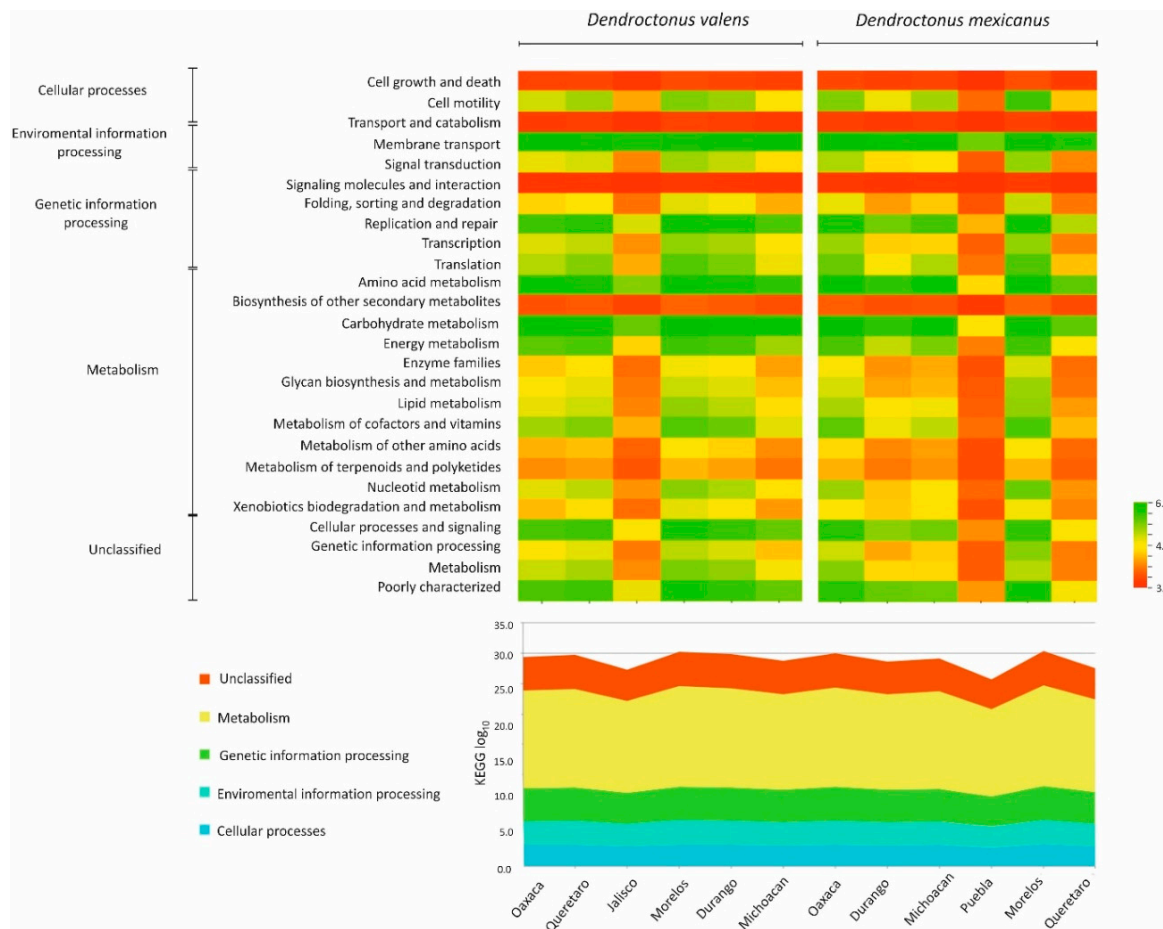 Dendroctonus valens
Dendroctonus mexicanus
Cellular processes
Enviromental information
processing
Genetic information
processing
Metabolism
Unclassified
Cell growth and death
Cell motility
Transport and catabolism
Membrane transport
Signal transduction
Signaling molecules and interaction
Folding, sorting and degradation
Replication and repair
Transcription
Translation
Amino acid metabolism
Biosynthesis of other secondary metabolites
Carbohydrate metabolism
Energy metabolism
Enzyme families
Glycan biosynthesis and metabolism
Lipid metabolism
Metabolism of cofactors and vitamins
Metabolism of other amino acids
Metabolism of terpenoids and polyketides
Nucleotid metabolism
Xenobiotics biodegradation and metabolism
Cellular processes and signaling
Genetic information processing
Metabolism
Poorly characterized
6.
4.
3.
Unclassified
Metabolism
Genetic information processing
Enviromental information processing
Cellular processes
KEGG log10
35.0
30.0
25.0
20.0
15.0
10.0
5.0
0.0
Oaxaca
Queretaro
Jalisco
Morelos
Durango
Michoacan
Oaxaca
Durango
Michoacan
Puebla
Morelos
Queretaro